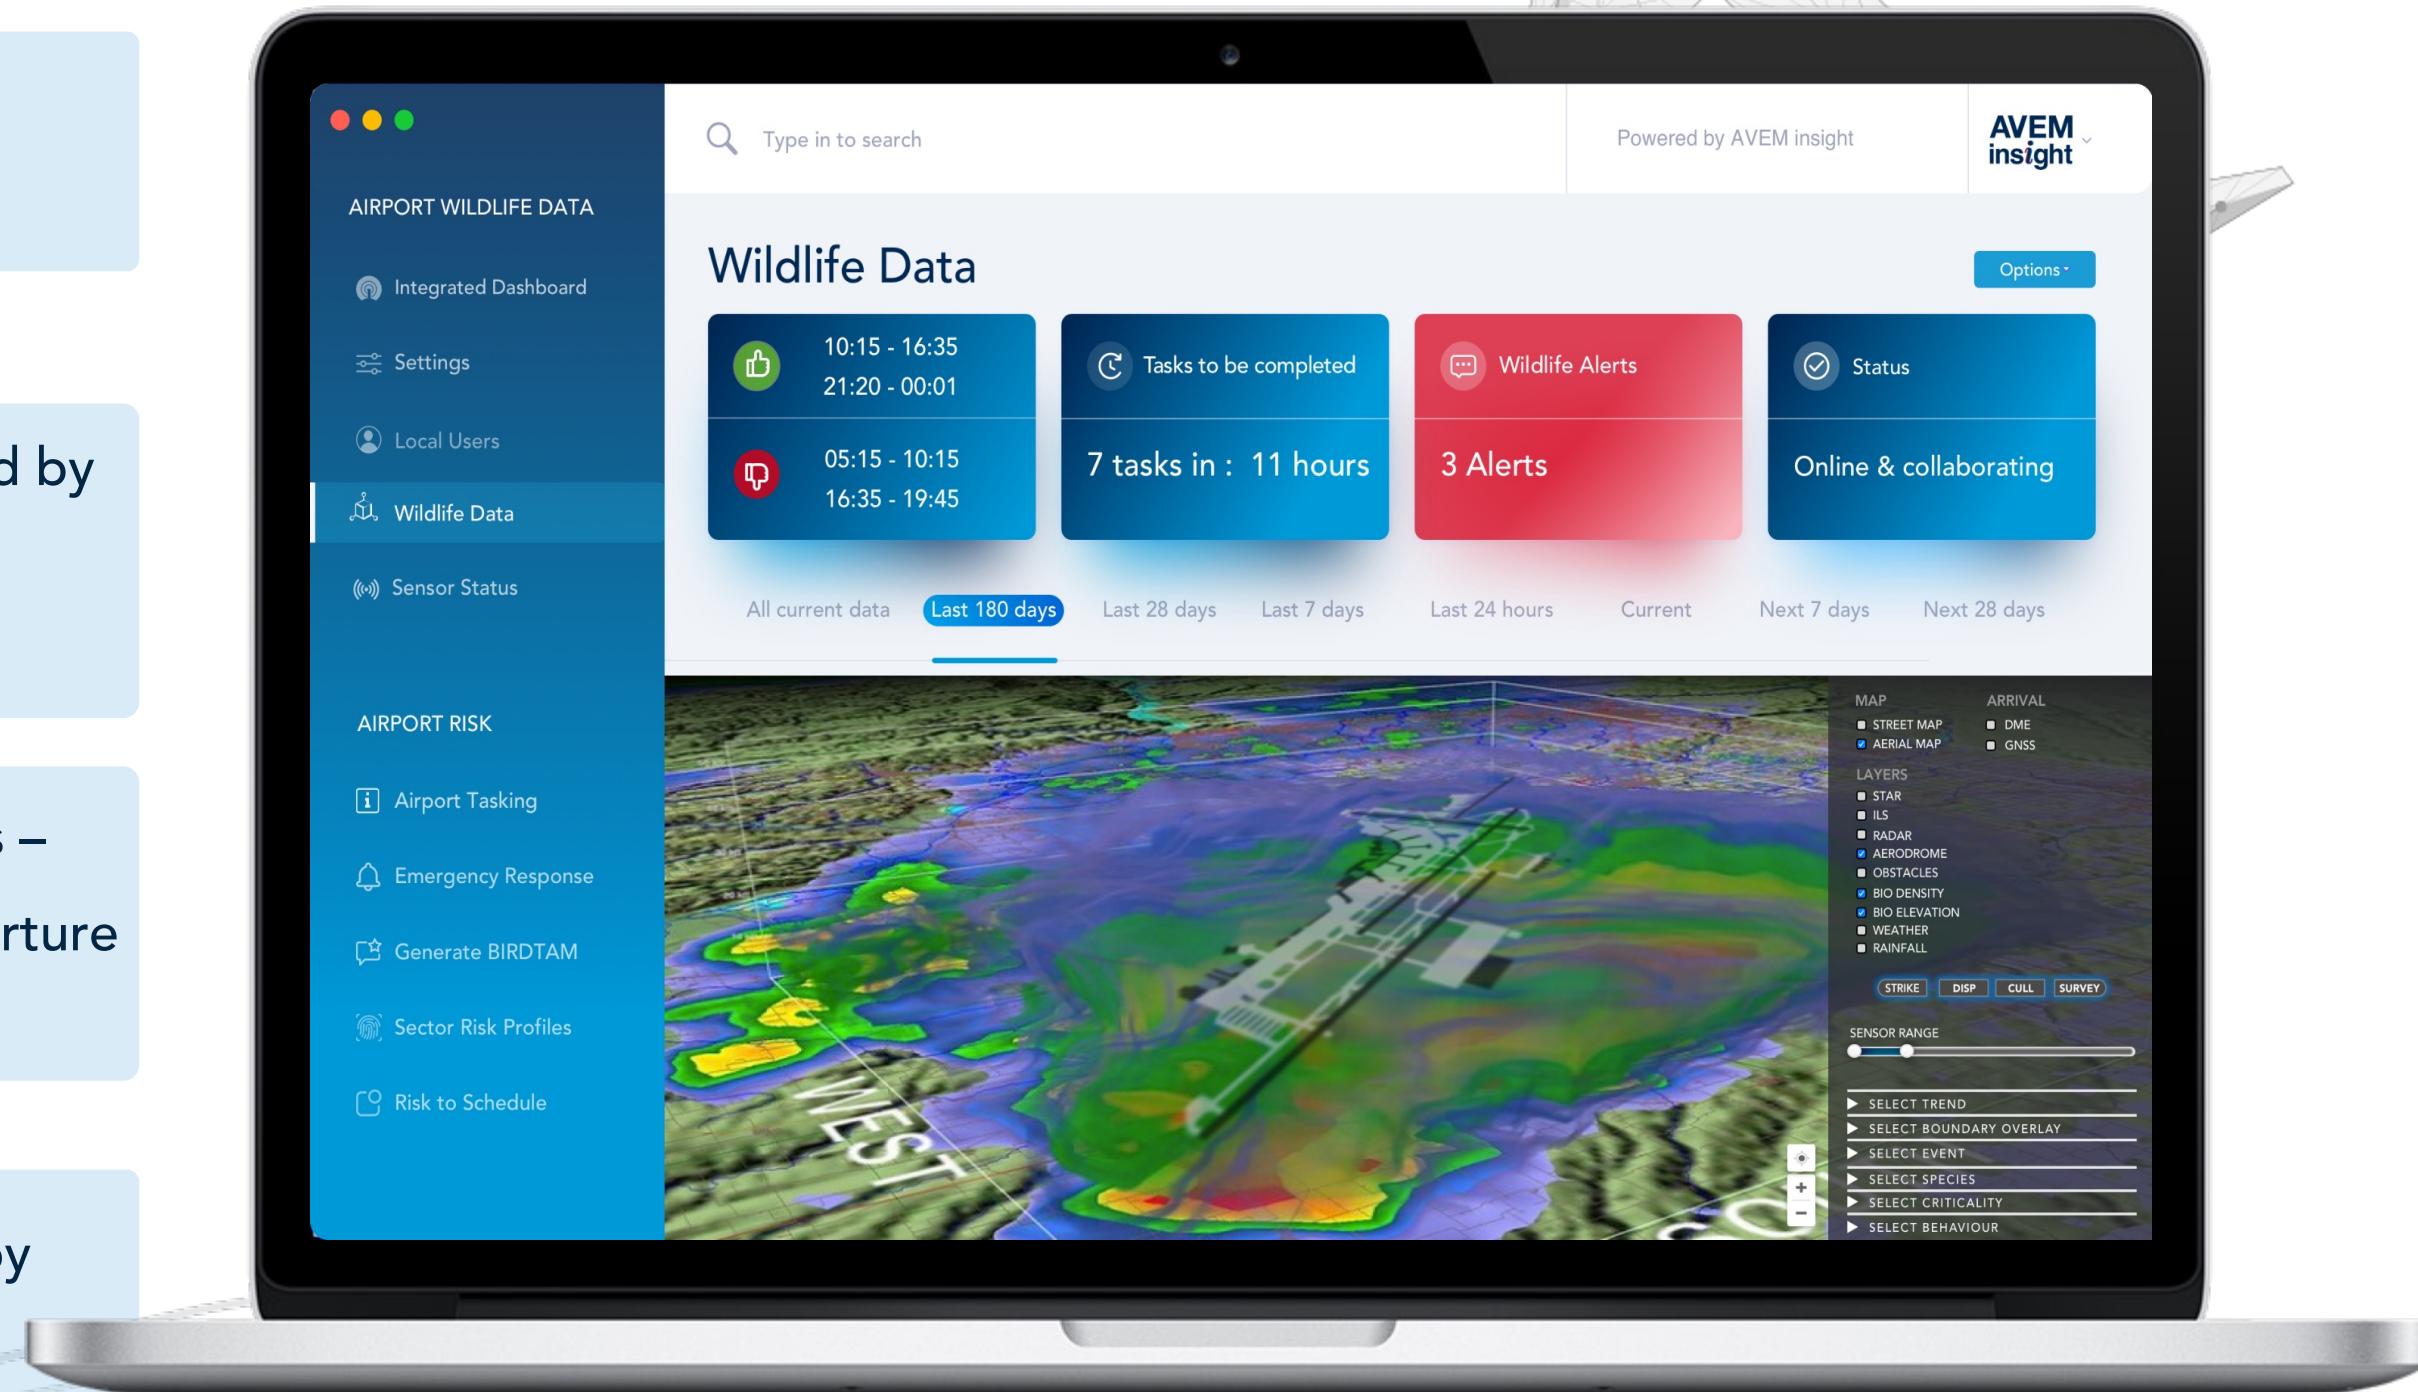 d by
s –
rture
by
AIRPORT WILDLIFE DATA
Integrated Dashboard
Settings
Local Users
Wildlife Data
Sensor Status
AIRPORT RISK
Airport Tasking
Emergency Response
Generate BIRDTAM
Sector Risk Profiles
Risk to Schedule
Type in to search
Powered by AVEM insight
AVEM
insight
Wildlife Data
Options
10:15 - 16:35
21:20 - 00:01
05:15 - 10:15
16:35 - 19:45
Tasks to be completed
7 tasks in : 11 hours
Wildlife Alerts
3 Alerts
Status
Online & collaborating
All current data Last 180 days Last 28 days Last 7 days Last 24 hours Current Next 7 days Next 28 days
WEST
MAP
STREET MAP
AERIAL MAP
ARRIVAL
DME
GNSS
LAYERS
STAR
ILS
RADAR
AERODROME
OBSTACLES
BIO DENSITY
BIO ELEVATION
WEATHER
RAINFALL
STRIKE DISP CULL SURVEY
SENSOR RANGE
SELECT TREND
SELECT BOUNDARY OVERLAY
SELECT EVENT
SELECT SPECIES
SELECT CRITICALITY
SELECT BEHAVIOUR